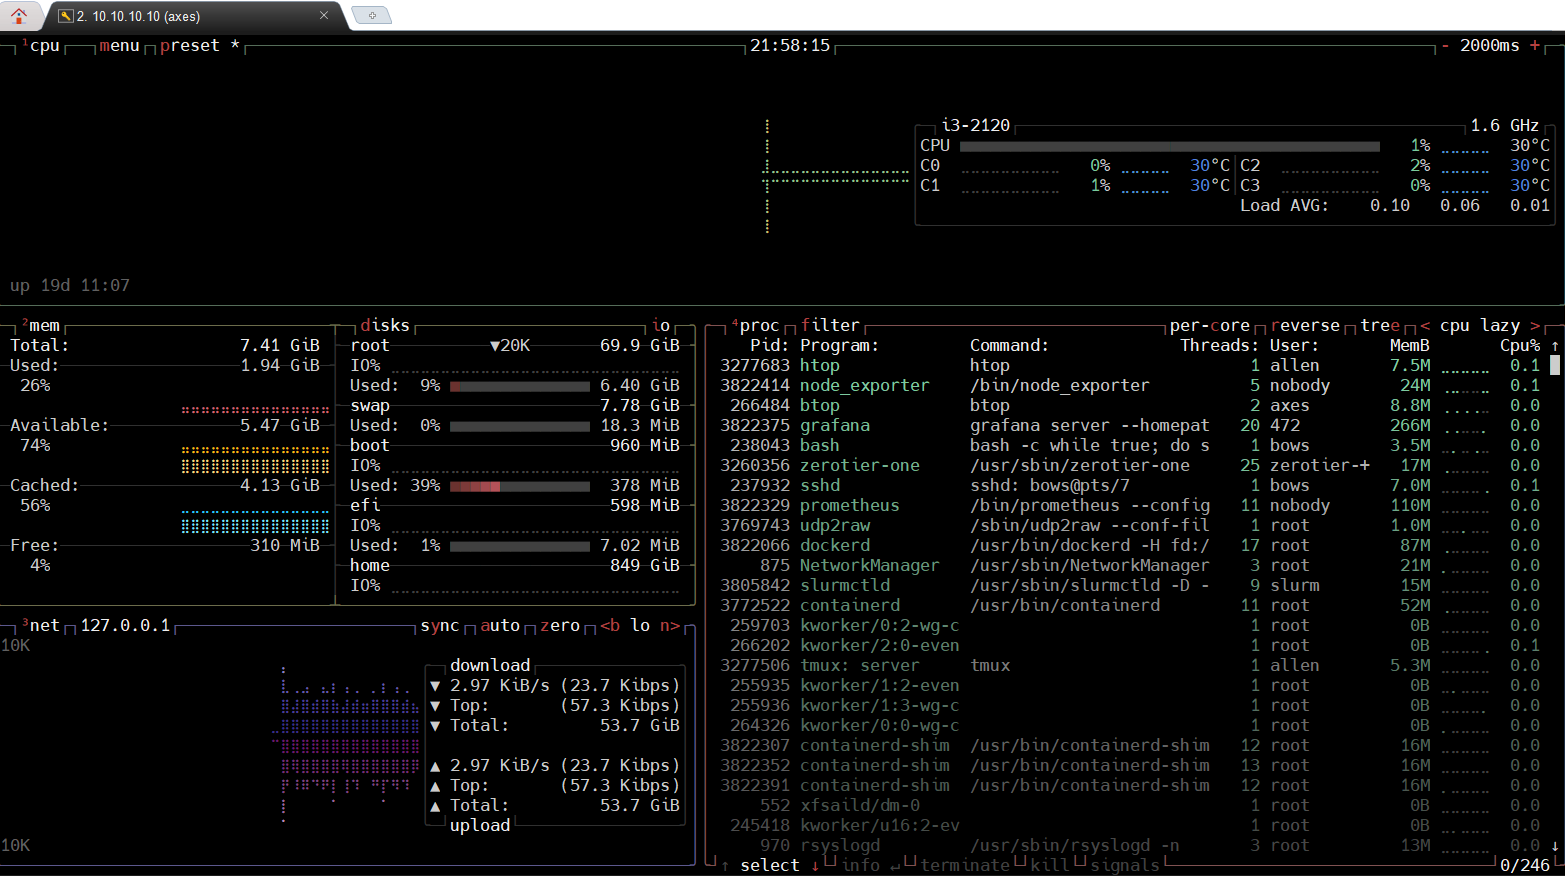 2. 10.10.10.10 (axes)
¹cpu menu preset * 21:58:15 - 2000ms +
i3-2120 1.6 GHz
CPU 1% 30°C
C0 0% 30°C C2 2% 30°C
C1 1% 30°C C3 0% 30°C
Load AVG: 0.10 0.06 0.01
up 19d 11:07
²mem
Total: 7.41 GiB
Used: 1.94 GiB
26%
Available: 5.47 GiB
74%
Cached: 4.13 GiB
56%
Free: 310 MiB
4%
disks io
root ▼20K 69.9 GiB
IO%
Used: 9% 6.40 GiB
swap 7.78 GiB
Used: 0% 18.3 MiB
boot 960 MiB
IO%
Used: 39% 378 MiB
efi 598 MiB
IO%
Used: 1% 7.02 MiB
home 849 GiB
IO%
³net 127.0.0.1 sync auto zero <b lo n>
10K
download
▼ 2.97 KiB/s (23.7 Kibps)
▼ Top: (57.3 Kibps)
▼ Total: 53.7 GiB
▲ 2.97 KiB/s (23.7 Kibps)
▲ Top: (57.3 Kibps)
▲ Total: 53.7 GiB
upload
10K
⁴proc filter per-core reverse tree < cpu lazy >
Pid: Program: Command: Threads: User: MemB Cpu% ↑
3277683 htop htop 1 allen 7.5M 0.1
3822414 node_exporter /bin/node_exporter 5 nobody 24M 0.1
266484 btop btop 2 axes 8.8M 0.0
3822375 grafana grafana server --homepat 20 472 266M 0.0
238043 bash bash -c while true; do s 1 bows 3.5M 0.0
3260356 zerotier-one /usr/sbin/zerotier-one 25 zerotier-+ 17M 0.0
237932 sshd sshd: bows@pts/7 1 bows 7.0M 0.1
3822329 prometheus /bin/prometheus --config 11 nobody 110M 0.0
3769743 udp2raw /sbin/udp2raw --conf-fil 1 root 1.0M 0.0
3822066 dockerd /usr/bin/dockerd -H fd:/ 17 root 87M 0.0
875 NetworkManager /usr/sbin/NetworkManager 3 root 21M 0.0
3805842 slurmctld /usr/sbin/slurmctld -D - 9 slurm 15M 0.0
3772522 containerd /usr/bin/containerd 11 root 52M 0.0
259703 kworker/0:2-wg-c 1 root 0B 0.0
266202 kworker/2:0-even 1 root 0B 0.1
3277506 tmux: server tmux 1 allen 5.3M 0.0
255935 kworker/1:2-even 1 root 0B 0.0
255936 kworker/1:3-wg-c 1 root 0B 0.0
264326 kworker/0:0-wg-c 1 root 0B 0.0
3822307 containerd-shim /usr/bin/containerd-shim 12 root 16M 0.0
3822352 containerd-shim /usr/bin/containerd-shim 13 root 16M 0.0
3822391 containerd-shim /usr/bin/containerd-shim 12 root 16M 0.0
552 xfsaild/dm-0 1 root 0B 0.0
245418 kworker/u16:2-ev 1 root 0B 0.0
970 rsyslogd /usr/sbin/rsyslogd -n 3 root 13M 0.0 ↓
↑ select ↓ info ↵ terminate kill signals 0/246